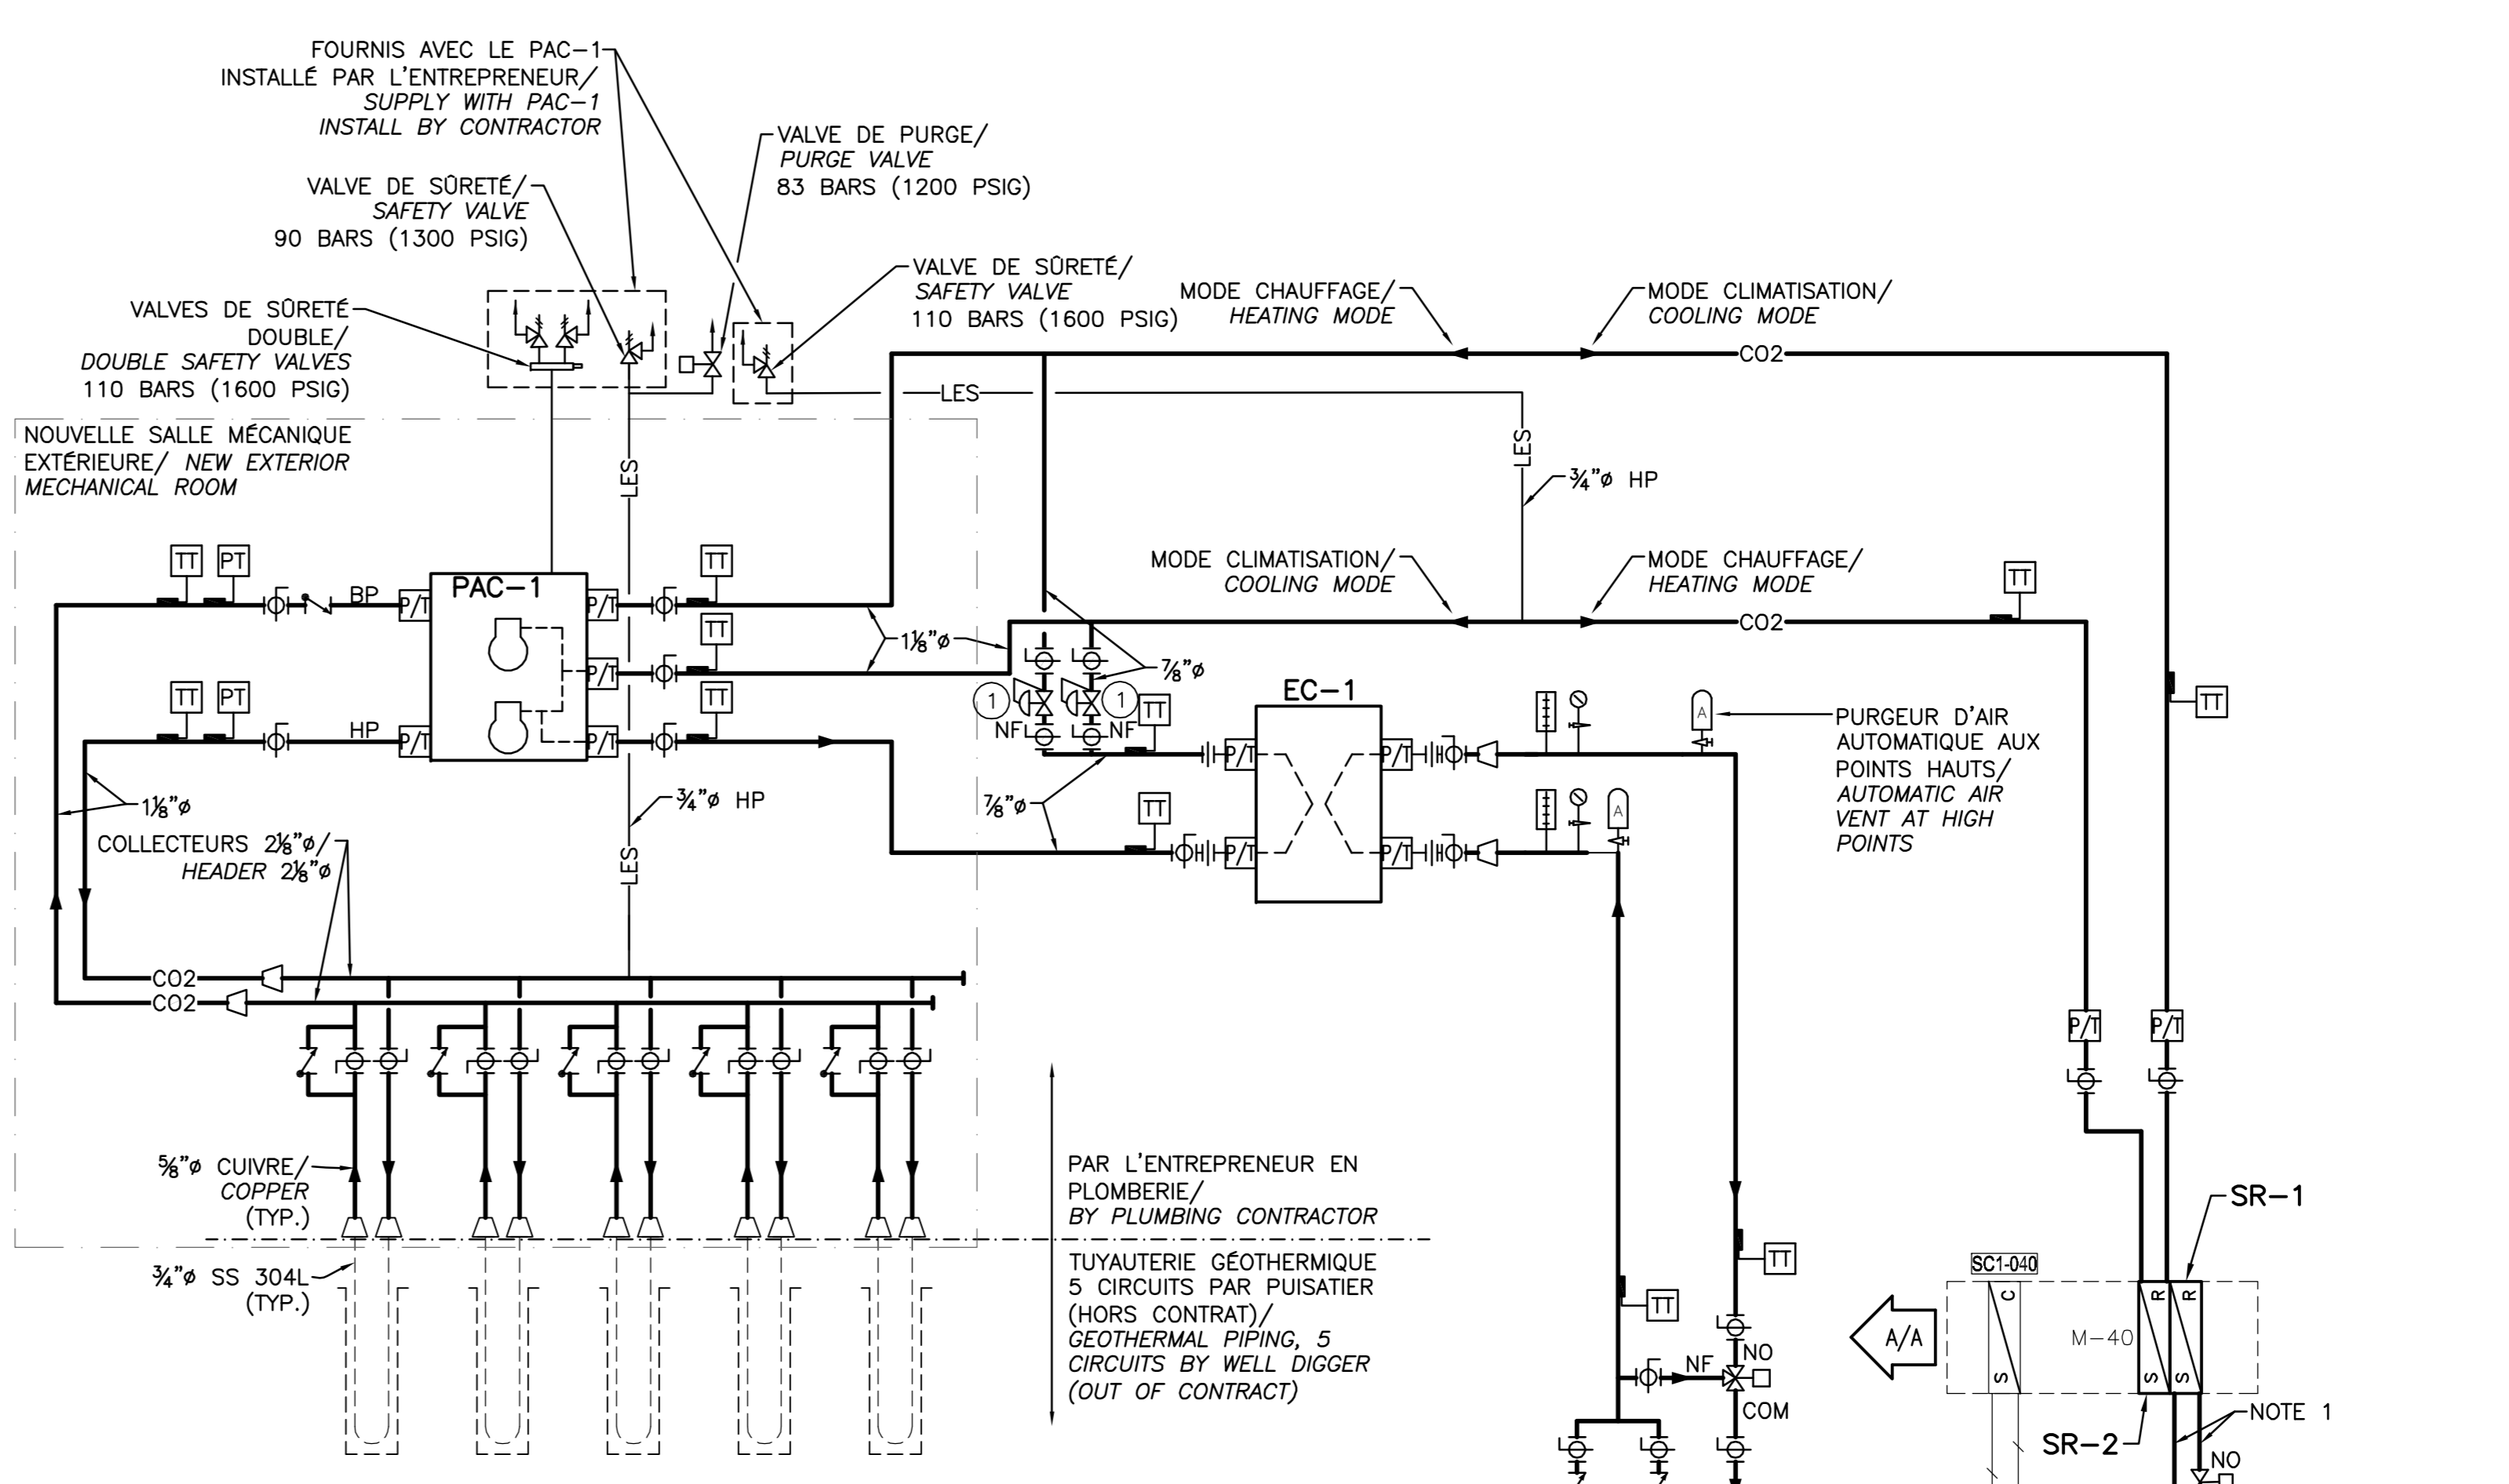 FOURNIS AVEC LE PAC-1
INSTALLÉ PAR L'ENTREPRENEUR/
SUPPLY WITH PAC-1
INSTALL BY CONTRACTOR
VALVE DE PURGE/
PURGE VALVE
83 BARS (1200 PSIG)
VALVE DE SÛRETÉ/
SAFETY VALVE
90 BARS (1300 PSIG)
VALVE DE SÛRETÉ/
SAFETY VALVE
110 BARS (1600 PSIG)
VALVES DE SÛRETÉ
DOUBLE/
DOUBLE SAFETY VALVES
110 BARS (1600 PSIG)
MODE CHAUFFAGE/
HEATING MODE
MODE CLIMATISATION/
COOLING MODE
CO2
LES
LES
LES
¾"ø HP
NOUVELLE SALLE MÉCANIQUE
EXTÉRIEURE/ NEW EXTERIOR
MECHANICAL ROOM
MODE CLIMATISATION/
COOLING MODE
MODE CHAUFFAGE/
HEATING MODE
CO2
TT
TT
PT
BP
P/T
PAC-1
P/T
TT
TT
P/T
1⅛"ø
TT
PT
HP
P/T
P/T
TT
⅞"ø
1
1
NF
NF
TT
P/T
EC-1
P/T
A
PURGEUR D'AIR
AUTOMATIQUE AUX
POINTS HAUTS/
AUTOMATIC AIR
VENT AT HIGH
POINTS
TT
1⅛"ø
¾"ø HP
⅞"ø
TT
P/T
P/T
A
COLLECTEURS 2⅛"ø/
HEADER 2⅛"ø
LES
CO2
CO2
P/T
P/T
⅝"ø CUIVRE/
COPPER
(TYP.)
PAR L'ENTREPRENEUR EN
PLOMBERIE/
BY PLUMBING CONTRACTOR
¾"ø SS 304L
(TYP.)
TUYAUTERIE GÉOTHERMIQUE
5 CIRCUITS PAR PUISATIER
(HORS CONTRAT)/
GEOTHERMAL PIPING, 5
CIRCUITS BY WELL DIGGER
(OUT OF CONTRACT)
TT
TT
NO
NF
COM
SR-1
SC1-040
A/A
C
S
M-40
R
R
S
S
NOTE 1
SR-2
NO